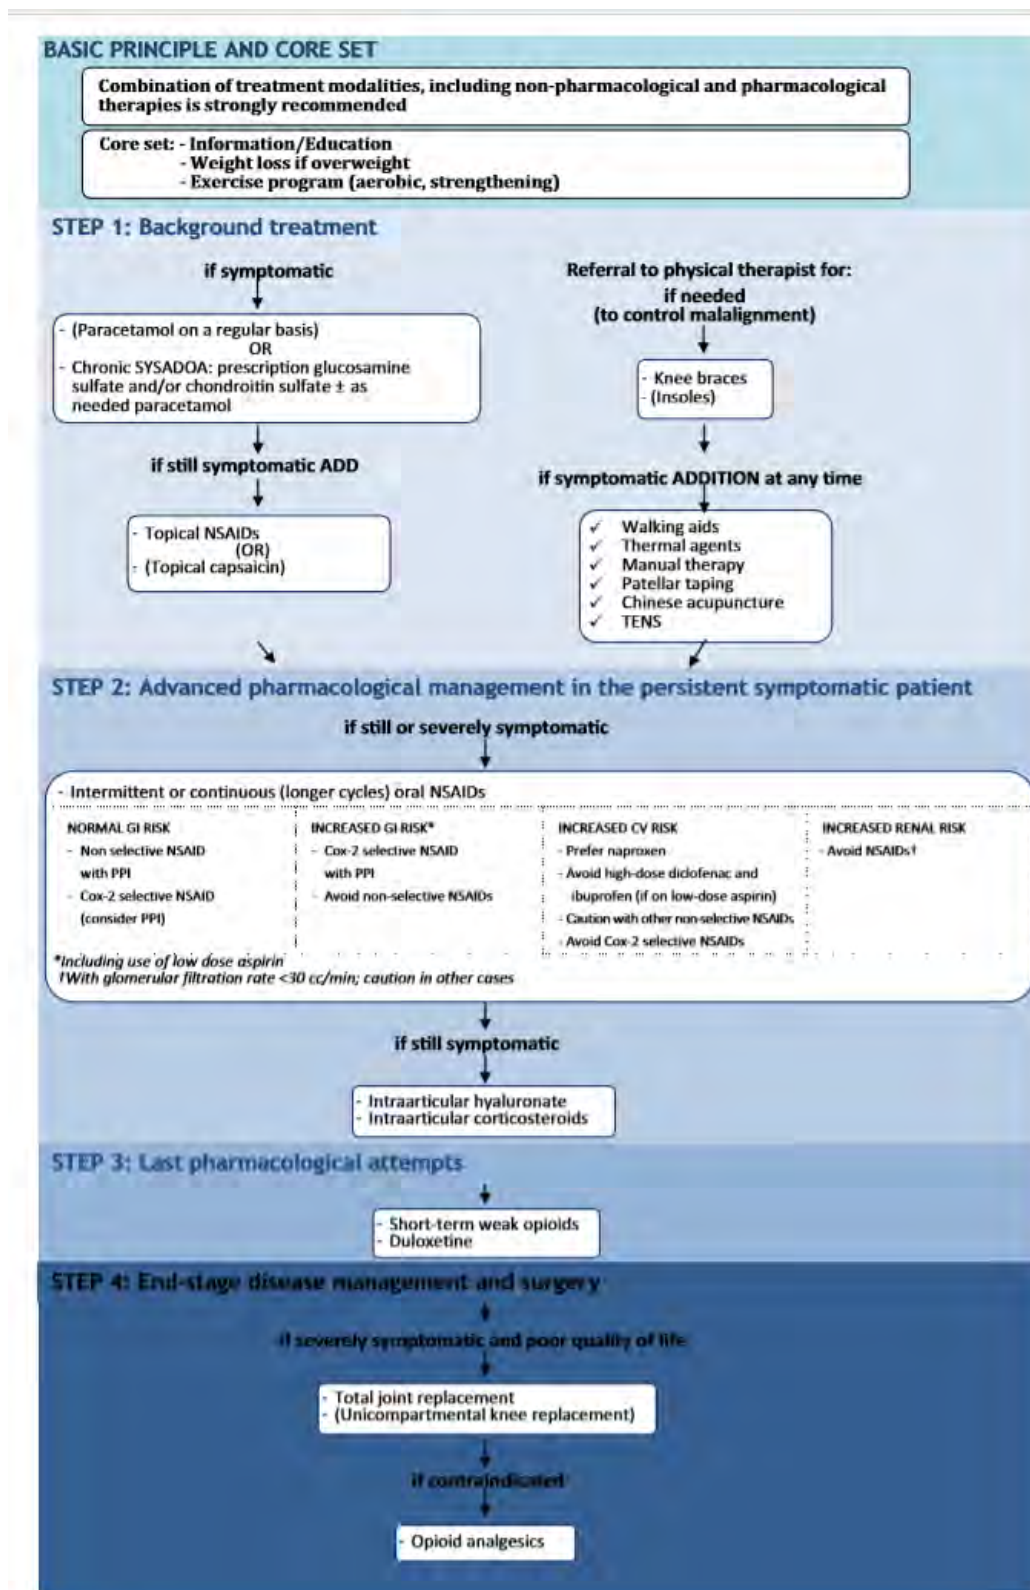 BASIC PRINCIPLE AND CORE SET
Combination of treatment modalities, including non-pharmacological and pharmacological
therapies is strongly recommended
Core set: - Information/Education
- Weight loss if overweight
- Exercise program (aerobic, strengthening)
STEP 1: Background treatment
if symptomatic
- (Paracetamol on a regular basis)
OR
- Chronic SYSADOA: prescription glucosamine
sulfate and/or chondroitin sulfate ± as
needed paracetamol
if still symptomatic ADD
- Topical NSAIDs
(OR)
- (Topical capsaicin)
Referral to physical therapist for:
if needed
(to control malalignment)
- Knee braces
- (Insoles)
if symptomatic ADDITION at any time
✓ Walking aids
✓ Thermal agents
✓ Manual therapy
✓ Patellar taping
✓ Chinese acupuncture
✓ TENS
STEP 2: Advanced pharmacological management in the persistent symptomatic patient
if still or severely symptomatic
- Intermittent or continuous (longer cycles) oral NSAIDs
NORMAL GI RISK
- Non selective NSAID
with PPI
- Cox-2 selective NSAID
(consider PPI)
INCREASED GI RISK*
- Cox-2 selective NSAID
with PPI
- Avoid non-selective NSAIDs
INCREASED CV RISK
- Prefer naproxen
- Avoid high-dose diclofenac and
ibuprofen (if on low-dose aspirin)
- Caution with other non-selective NSAIDs
- Avoid Cox-2 selective NSAIDs
INCREASED RENAL RISK
- Avoid NSAIDs†
*Including use of low dose aspirin
†With glomerular filtration rate <30 cc/min; caution in other cases
if still symptomatic
- Intraarticular hyaluronate
- Intraarticular corticosteroids
STEP 3: Last pharmacological attempts
- Short-term weak opioids
- Duloxetine
STEP 4: End-stage disease management and surgery
if severely symptomatic and poor quality of life
- Total joint replacement
- (Unicompartmental knee replacement)
if contraindicated
- Opioid analgesics